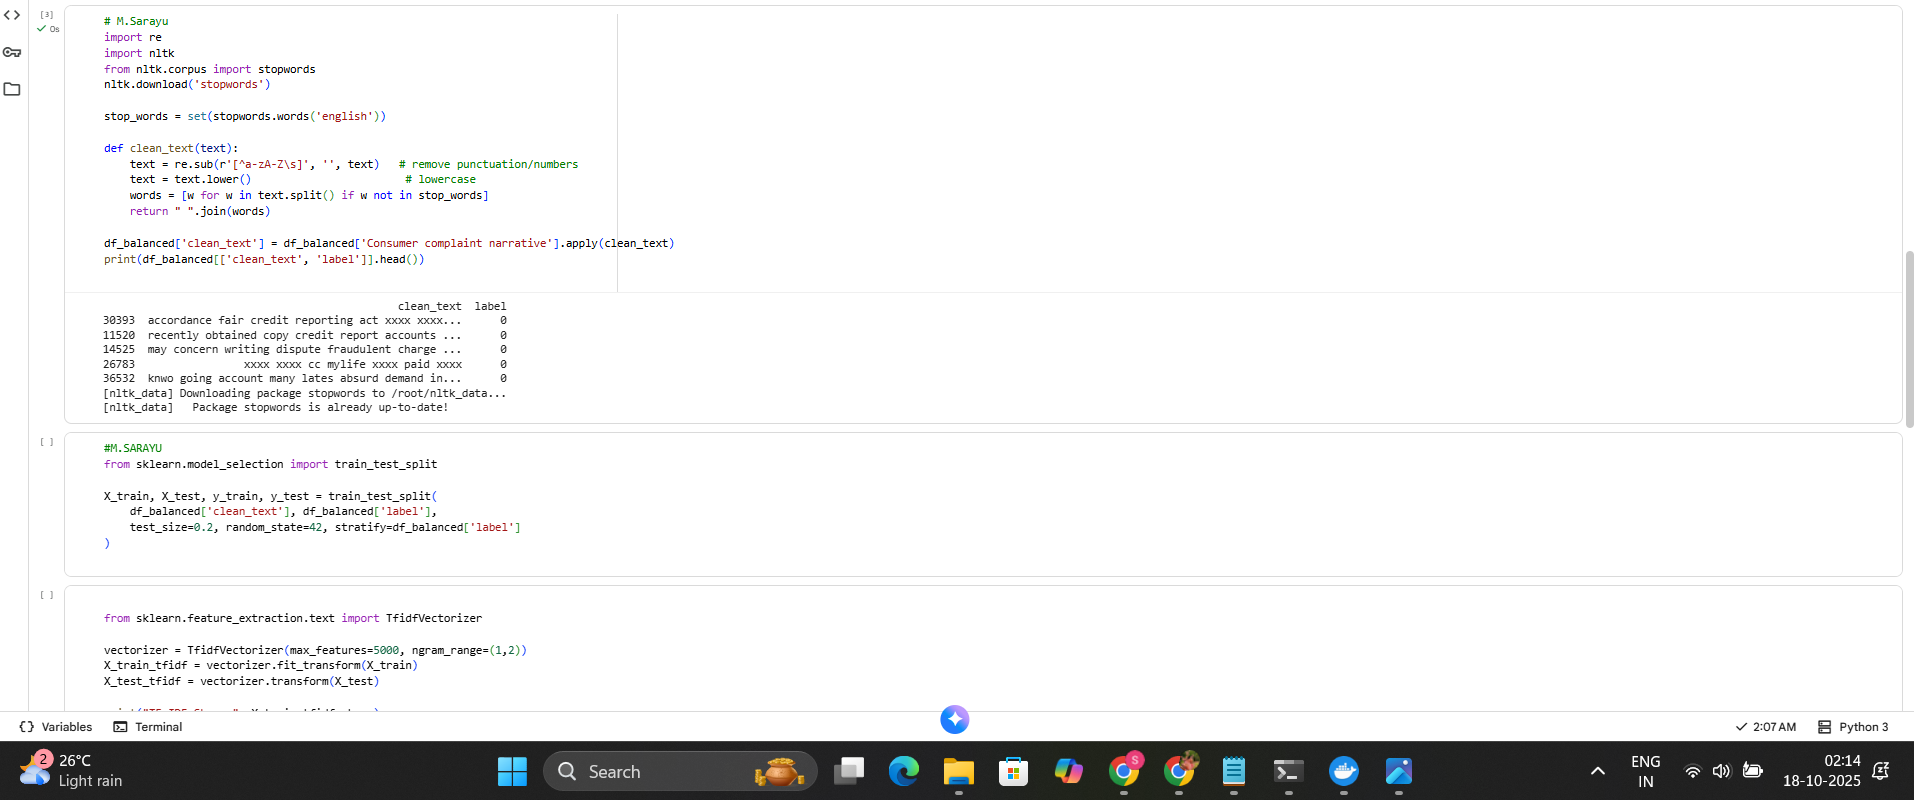 [3]
0s
# M.Sarayu
import re
import nltk
from nltk.corpus import stopwords
nltk.download('stopwords')
stop_words = set(stopwords.words('english'))
def clean_text(text):
    text = re.sub(r'[^a-zA-Z\s]', '', text)   # remove punctuation/numbers
    text = text.lower()                        # lowercase
    words = [w for w in text.split() if w not in stop_words]
    return " ".join(words)
df_balanced['clean_text'] = df_balanced['Consumer complaint narrative'].apply(clean_text)
print(df_balanced[['clean_text', 'label']].head())
clean_text  label
30393  accordance fair credit reporting act xxxx xxxx...      0
11520  recently obtained copy credit report accounts ...      0
14525  may concern writing dispute fraudulent charge ...      0
26783                 xxxx xxxx cc mylife xxxx paid xxxx      0
36532  knwo going account many lates absurd demand in...      0
[nltk_data] Downloading package stopwords to /root/nltk_data...
[nltk_data]   Package stopwords is already up-to-date!
[ ]
#M.SARAYU
from sklearn.model_selection import train_test_split
X_train, X_test, y_train, y_test = train_test_split(
    df_balanced['clean_text'], df_balanced['label'],
    test_size=0.2, random_state=42, stratify=df_balanced['label']
)
[ ]
from sklearn.feature_extraction.text import TfidfVectorizer
vectorizer = TfidfVectorizer(max_features=5000, ngram_range=(1,2))
X_train_tfidf = vectorizer.fit_transform(X_train)
X_test_tfidf = vectorizer.transform(X_test)
{} Variables
Terminal
2:07 AM
Python 3
2
26°C
Light rain
Search
S
ENG
IN
02:14
18-10-2025